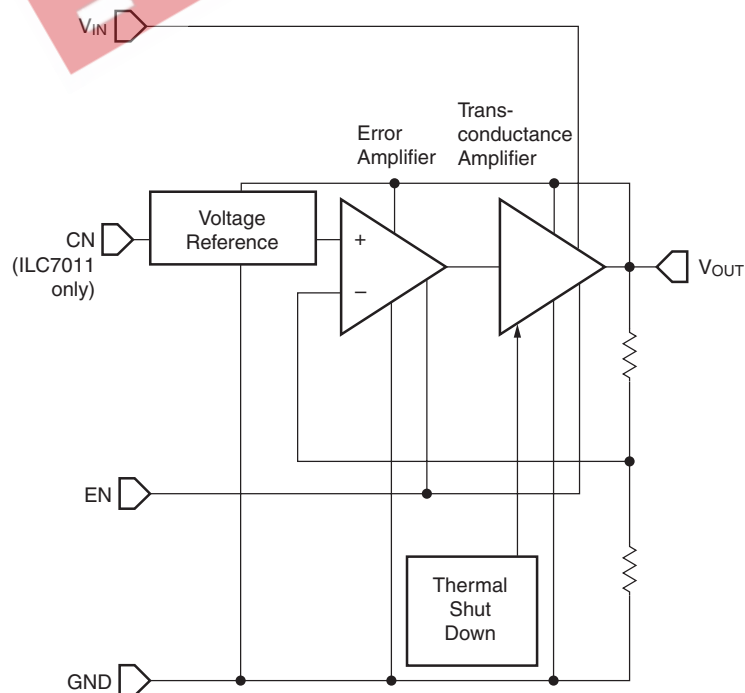 VIN
Trans-
conductance
Amplifier
Error
Amplifier
Voltage
Reference
CN
(ILC7011
only)
+
–
VOUT
EN
Thermal
Shut
Down
GND